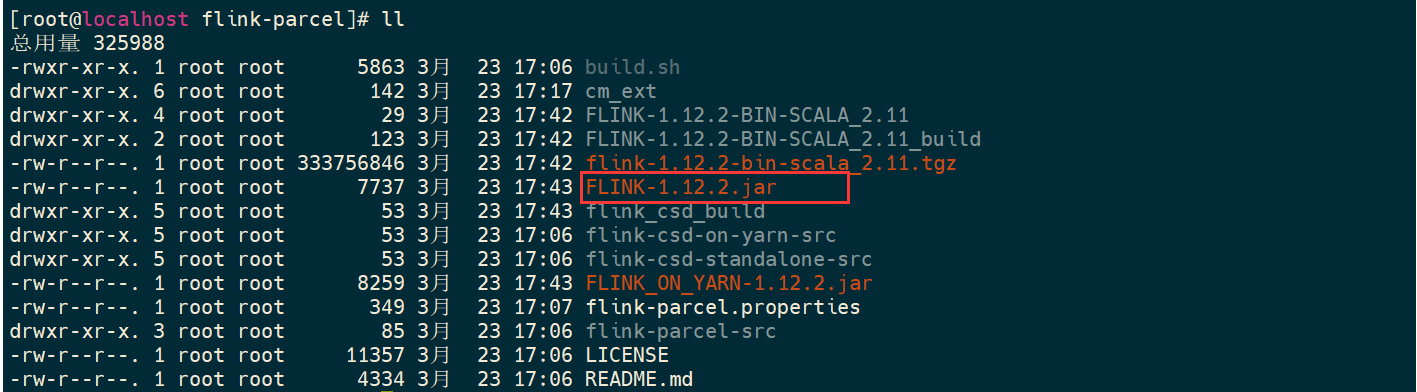 [root@localhost flink-parcel]# ll
总用量 325988
-rwxr-xr-x. 1 root root      5863 3月  23 17:06 build.sh
drwxr-xr-x. 6 root root       142 3月  23 17:17 cm_ext
drwxr-xr-x. 4 root root        29 3月  23 17:42 FLINK-1.12.2-BIN-SCALA_2.11
drwxr-xr-x. 2 root root       123 3月  23 17:42 FLINK-1.12.2-BIN-SCALA_2.11_build
-rw-r--r--. 1 root root 333756846 3月  23 17:42 flink-1.12.2-bin-scala_2.11.tgz
-rw-r--r--. 1 root root      7737 3月  23 17:43 FLINK-1.12.2.jar
drwxr-xr-x. 5 root root        53 3月  23 17:43 flink_csd_build
drwxr-xr-x. 5 root root        53 3月  23 17:06 flink-csd-on-yarn-src
drwxr-xr-x. 5 root root        53 3月  23 17:06 flink-csd-standalone-src
-rw-r--r--. 1 root root      8259 3月  23 17:43 FLINK_ON_YARN-1.12.2.jar
-rw-r--r--. 1 root root       349 3月  23 17:07 flink-parcel.properties
drwxr-xr-x. 3 root root        85 3月  23 17:06 flink-parcel-src
-rw-r--r--. 1 root root     11357 3月  23 17:06 LICENSE
-rw-r--r--. 1 root root      4334 3月  23 17:06 README.md